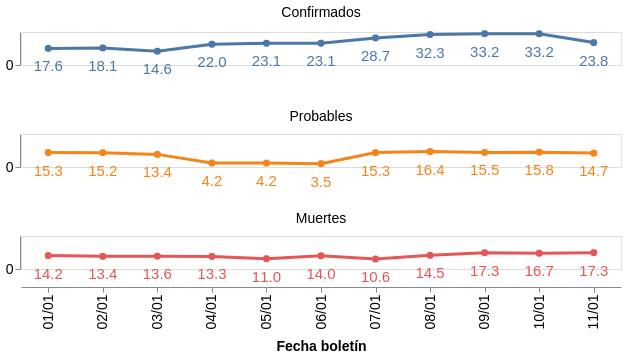 Confirmados
0
17.6 18.1 14.6 22.0 23.1 23.1 28.7 32.3 33.2 33.2 23.8
Probables
0
15.3 15.2 13.4 4.2 4.2 3.5 15.3 16.4 15.5 15.8 14.7
Muertes
0
14.2 13.4 13.6 13.3 11.0 14.0 10.6 14.5 17.3 16.7 17.3
01/01 02/01 03/01 04/01 05/01 06/01 07/01 08/01 09/01 10/01 11/01
Fecha boletín